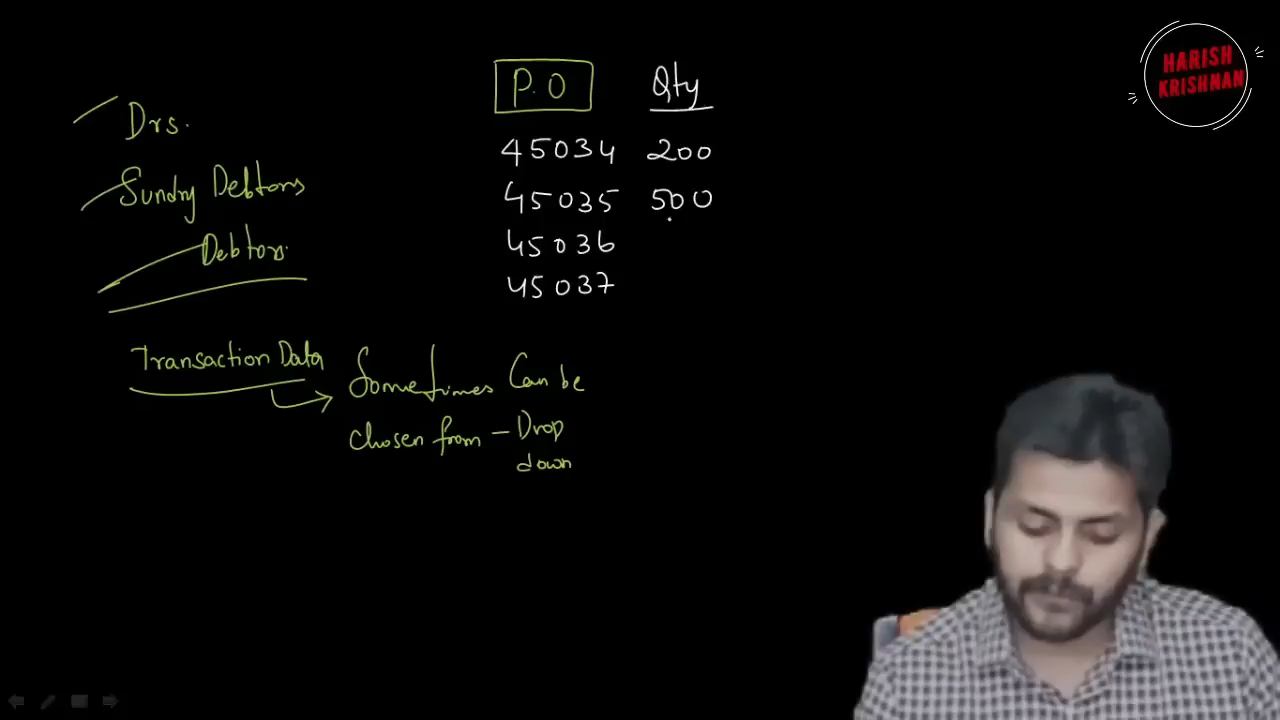 HARISH
KRISHNAN
P.O Qty
45034 200
45035 500
45036
45037
Drs.
Sundry Debtors
Debtors.
Transaction Data
Sometimes Can be
chosen from - Drop
down